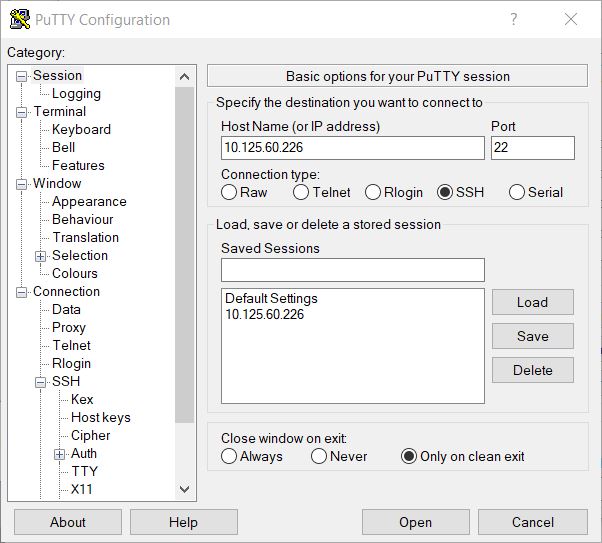 PuTTY Configuration
Category:
Session
Logging
Terminal
Keyboard
Bell
Features
Window
Appearance
Behaviour
Translation
Selection
Colours
Connection
Data
Proxy
Telnet
Rlogin
SSH
Kex
Host keys
Cipher
Auth
TTY
X11
Basic options for your PuTTY session
Specify the destination you want to connect to
Host Name (or IP address) Port
10.125.60.226 22
Connection type:
Raw Telnet Rlogin SSH Serial
Load, save or delete a stored session
Saved Sessions
Default Settings
10.125.60.226
Load
Save
Delete
Close window on exit:
Always Never Only on clean exit
About Help Open Cancel